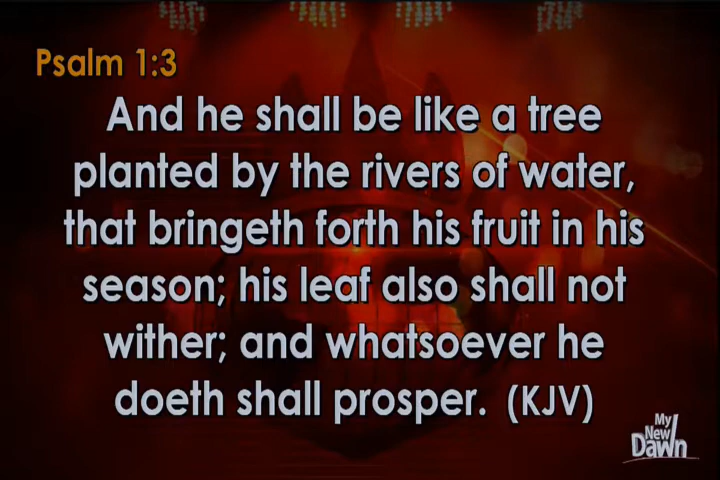 Psalm 1:3
And he shall be like a tree
planted by the rivers of water,
that bringeth forth his fruit in his
season; his leaf also shall not
wither; and whatsoever he
doeth shall prosper. (KJV)
My
New
Dawn